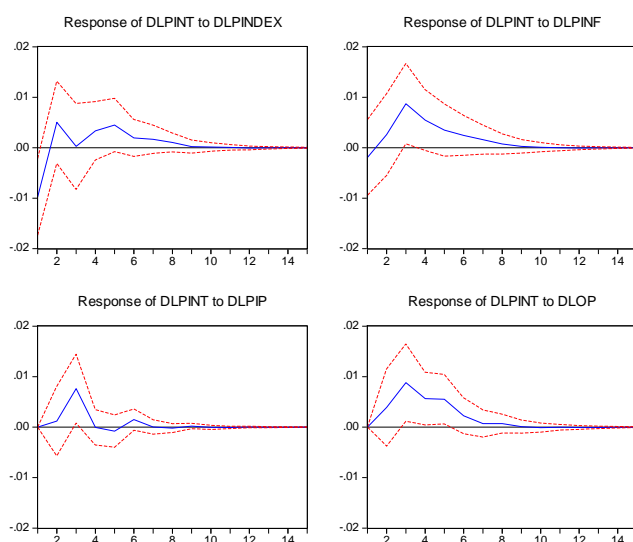 Response of DLPINT to DLPINDEX
.02
.01
.00
-.01
-.02
2 4 6 8 10 12 14
Response of DLPINT to DLPINF
.02
.01
.00
-.01
-.02
2 4 6 8 10 12 14
Response of DLPINT to DLPIP
.02
.01
.00
-.01
-.02
2 4 6 8 10 12 14
Response of DLPINT to DLOP
.02
.01
.00
-.01
-.02
2 4 6 8 10 12 14